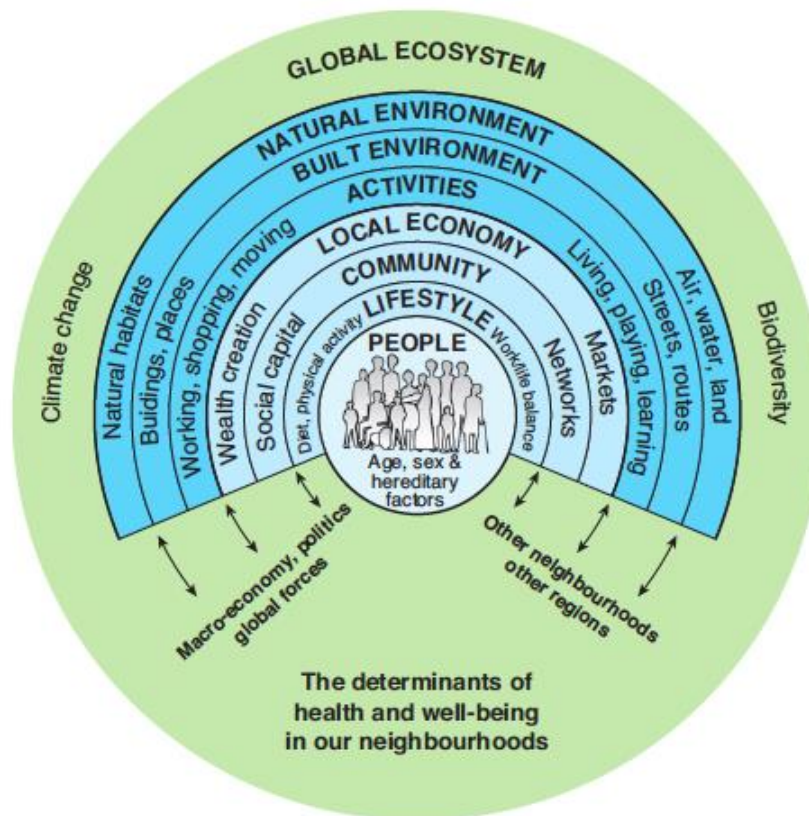 GLOBAL ECOSYSTEM
NATURAL ENVIRONMENT
BUILT ENVIRONMENT
ACTIVITIES
LOCAL ECONOMY
COMMUNITY
LIFESTYLE
PEOPLE
Age, sex &
hereditary
factors
Climate change
Natural habitats
Buidings, places
Working, shopping, moving
Wealth creation
Social capital
Diet, physical activity
Work/life balance
Networks
Markets
Living, playing, learning
Streets, routes
Air, water, land
Biodiversity
Macro-economy, politics
global forces
Other neighbourhoods
other regions
The determinants of
health and well-being
in our neighbourhoods